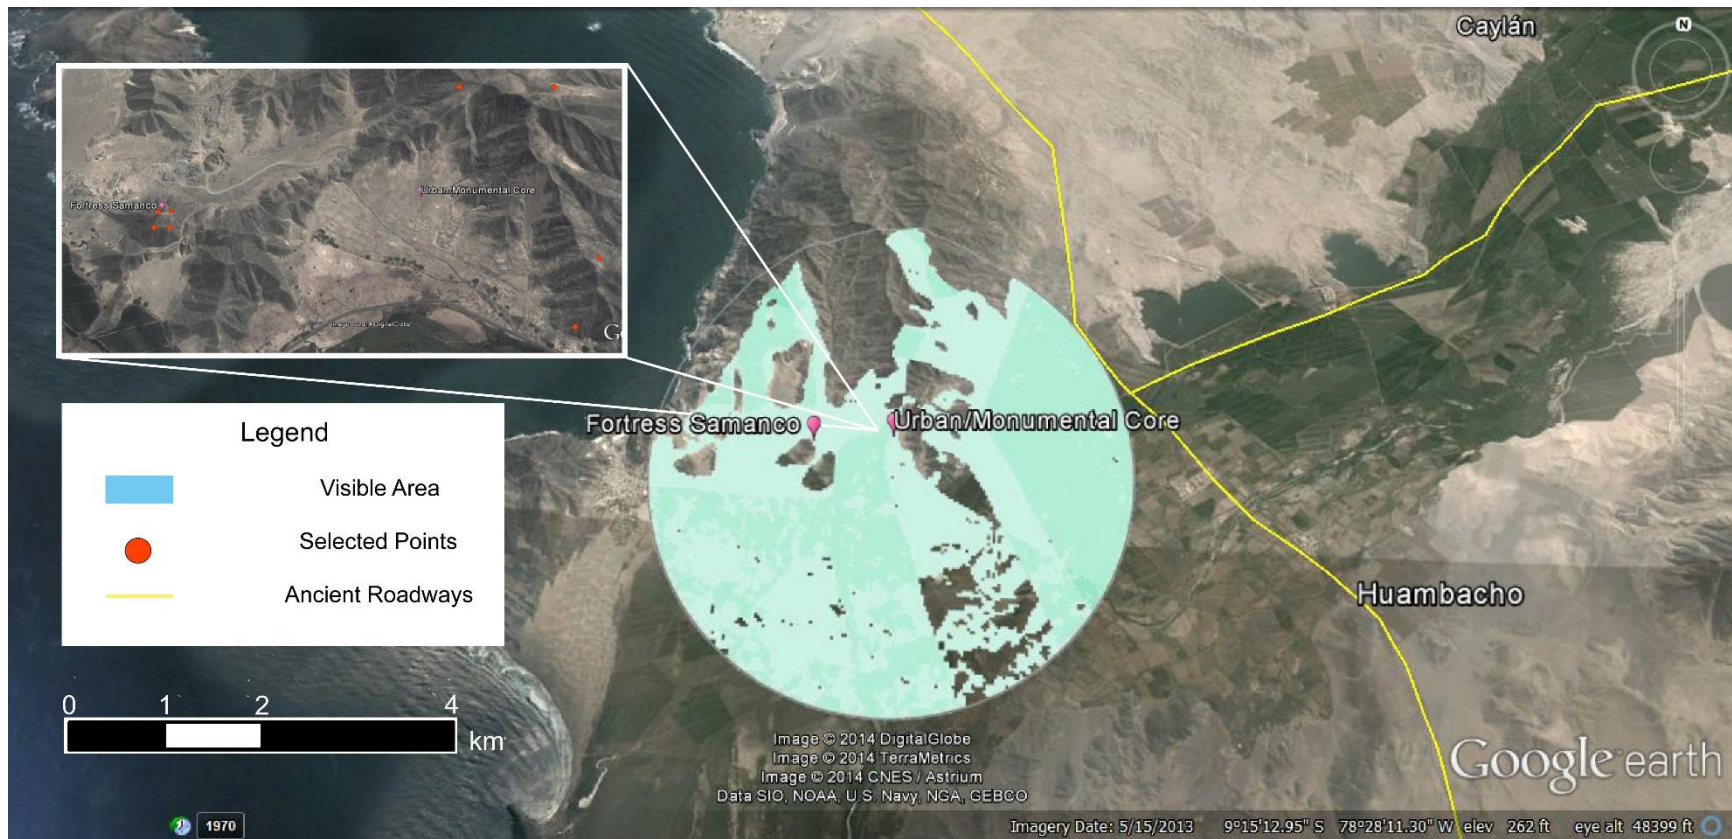 Caylán
N
Fortress Samanco
Urban/Monumental Core
Image © 2014 DigitalGlobe
Fortress Samanco
Urban/Monumental Core
Legend
Visible Area
Selected Points
Ancient Roadways
Huambacho
0 1 2 4
km
Image © 2014 DigitalGlobe
Image © 2014 TerraMetrics
Image © 2014 CNES / Astrium
Data SIO, NOAA, U.S. Navy, NGA, GEBCO
Google earth
1970
Imagery Date: 5/15/2013 9°15'12.95" S 78°28'11.30" W elev 262 ft eye alt 48399 ft